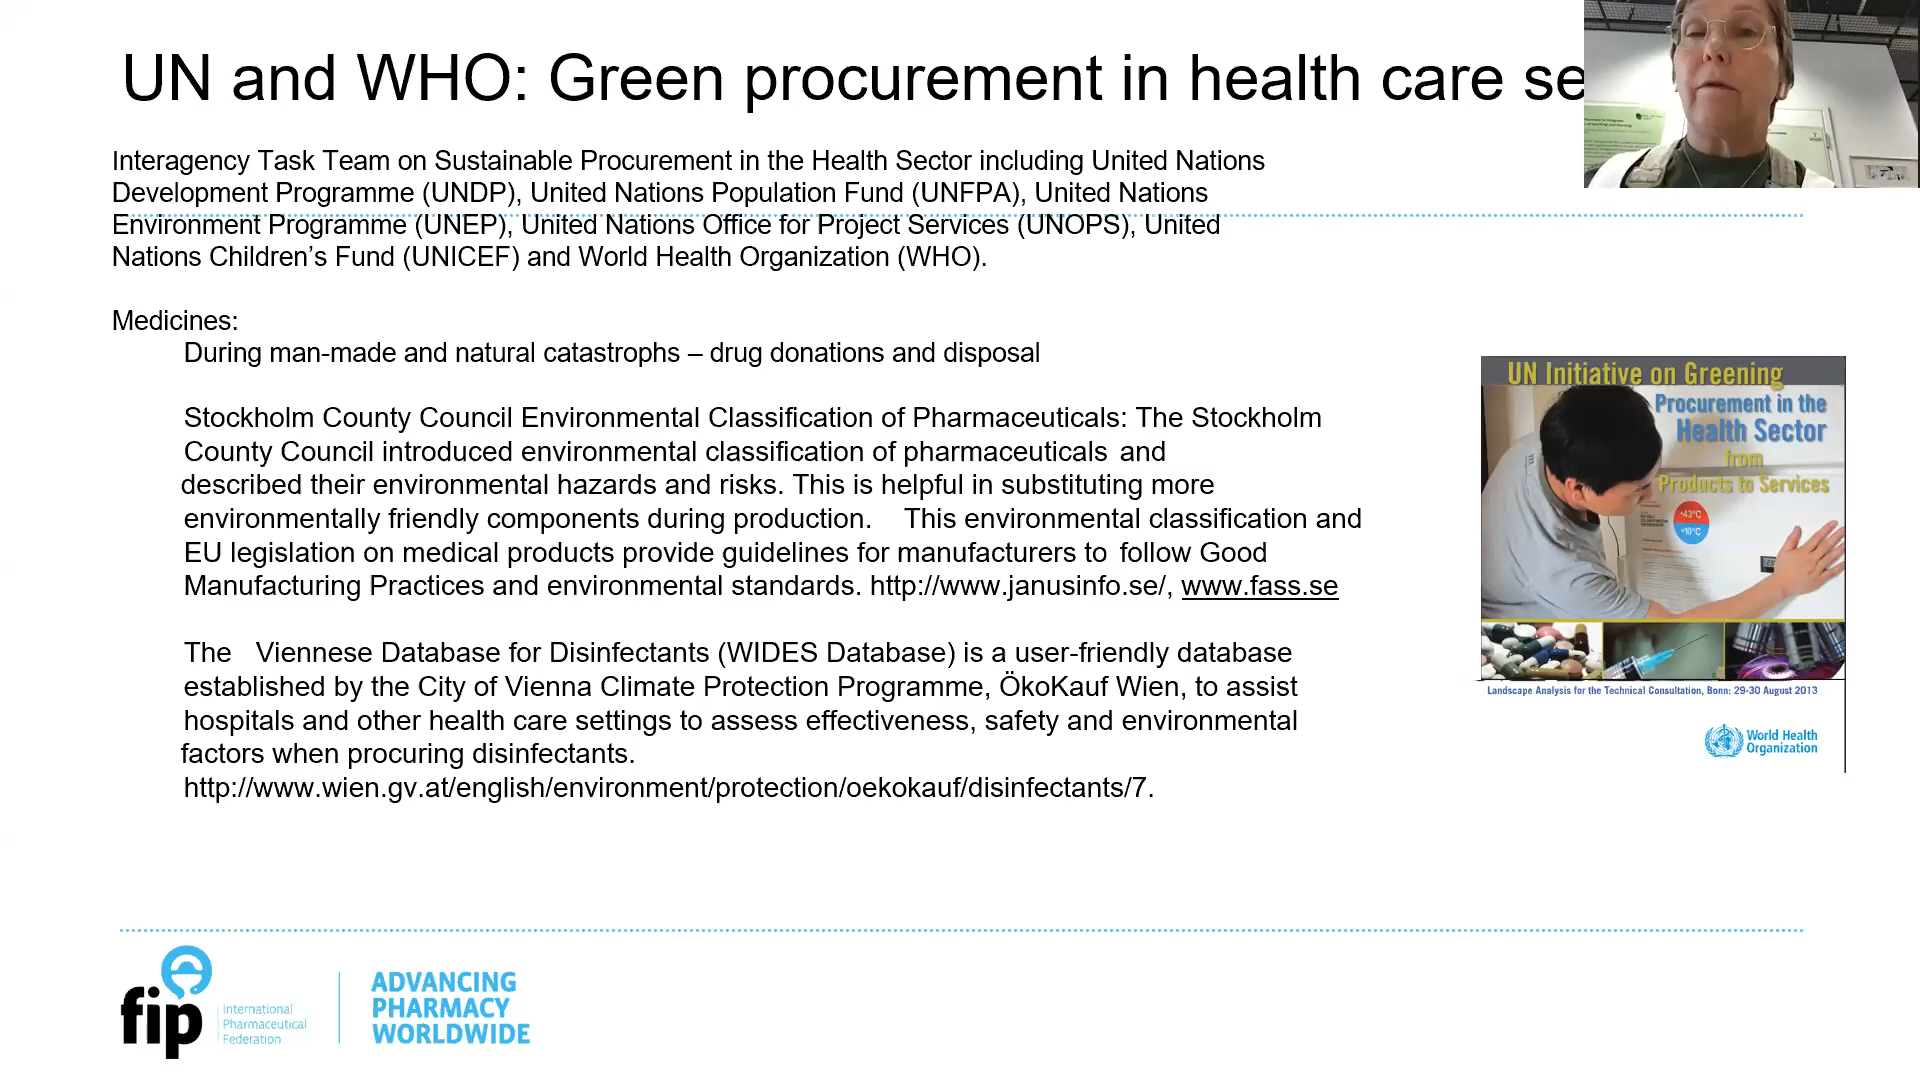 UN and WHO: Green procurement in health care se
Interagency Task Team on Sustainable Procurement in the Health Sector including United Nations
Development Programme (UNDP), United Nations Population Fund (UNFPA), United Nations
Environment Programme (UNEP), United Nations Office for Project Services (UNOPS), United
Nations Children’s Fund (UNICEF) and World Health Organization (WHO).
Medicines:
During man-made and natural catastrophs – drug donations and disposal
Stockholm County Council Environmental Classification of Pharmaceuticals: The Stockholm
County Council introduced environmental classification of pharmaceuticals and
described their environmental hazards and risks. This is helpful in substituting more
environmentally friendly components during production. This environmental classification and
EU legislation on medical products provide guidelines for manufacturers to follow Good
Manufacturing Practices and environmental standards. http://www.janusinfo.se/, www.fass.se
The Viennese Database for Disinfectants (WIDES Database) is a user-friendly database
established by the City of Vienna Climate Protection Programme, ÖkoKauf Wien, to assist
hospitals and other health care settings to assess effectiveness, safety and environmental
factors when procuring disinfectants.
http://www.wien.gv.at/english/environment/protection/oekokauf/disinfectants/7.
UN Initiative on Greening
Procurement in the
Health Sector
from
Products to Services
+43°C
+10°C
Landscape Analysis for the Technical Consultation, Bonn: 29-30 August 2013
World Health
Organization
fip
International
Pharmaceutical
Federation
ADVANCING
PHARMACY
WORLDWIDE